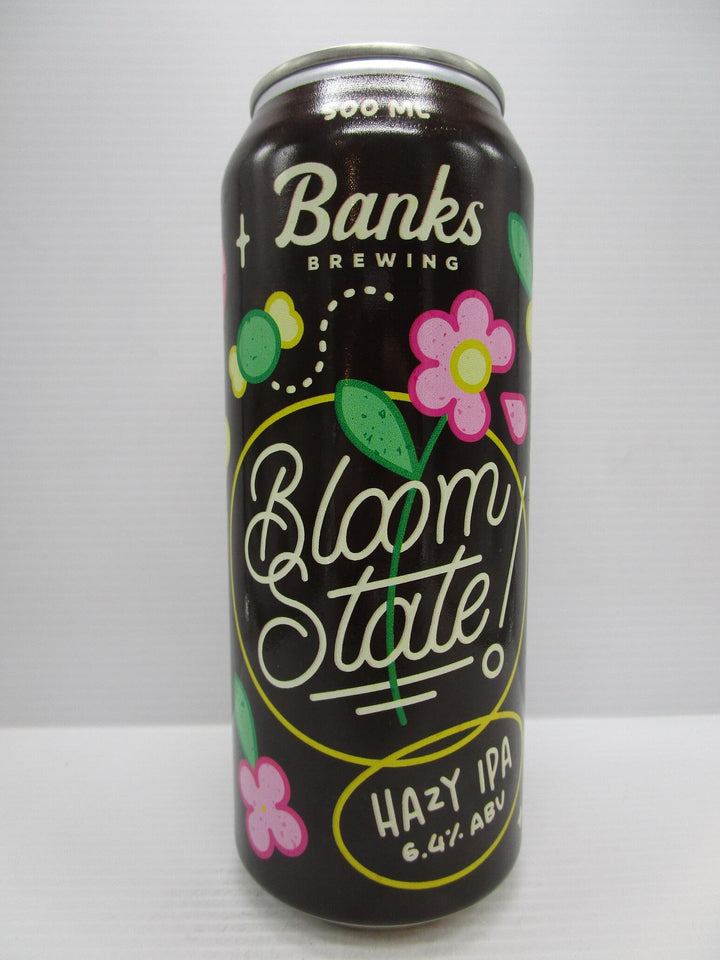 500 ML
Banks
BREWING
Bloom
State!
HAZY IPA
6.4% ABV